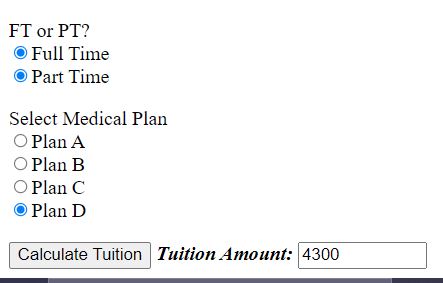 FT or PT?
Full Time
Part Time
Select Medical Plan
Plan A
Plan B
Plan C
Plan D
Calculate Tuition Tuition Amount: 4300